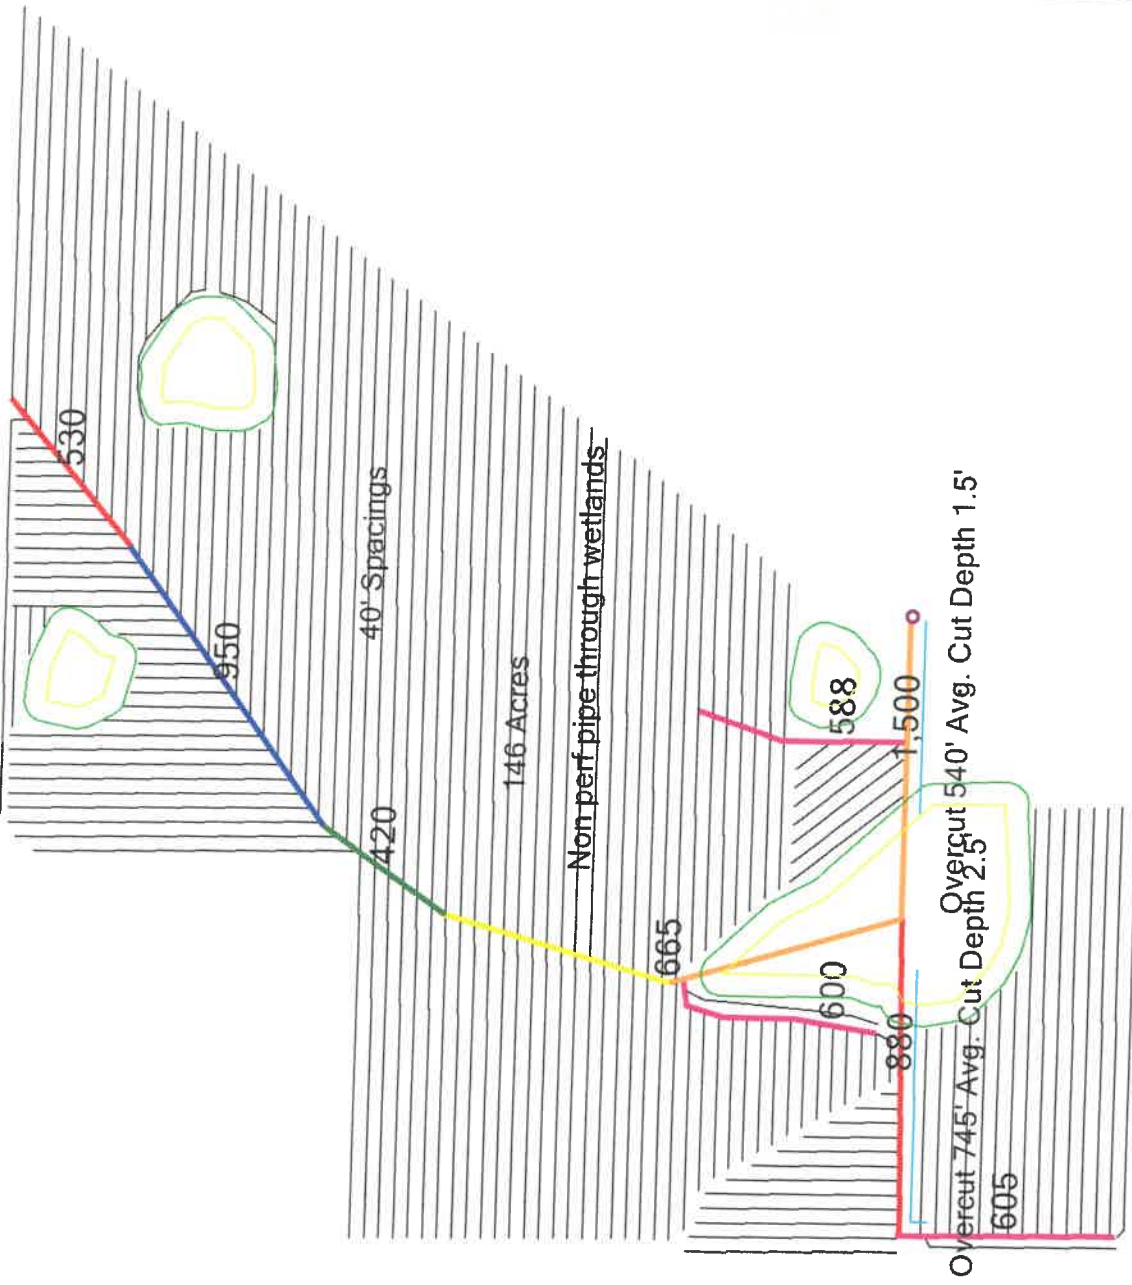 530
950
40' Spacings
420
146 Acres
Non perf pipe through wetlands
665
588
600
1,500
880
Overcut 540' Avg. Cut Depth 1.5'
Overcut 745' Avg. Cut Depth 2.5'
605